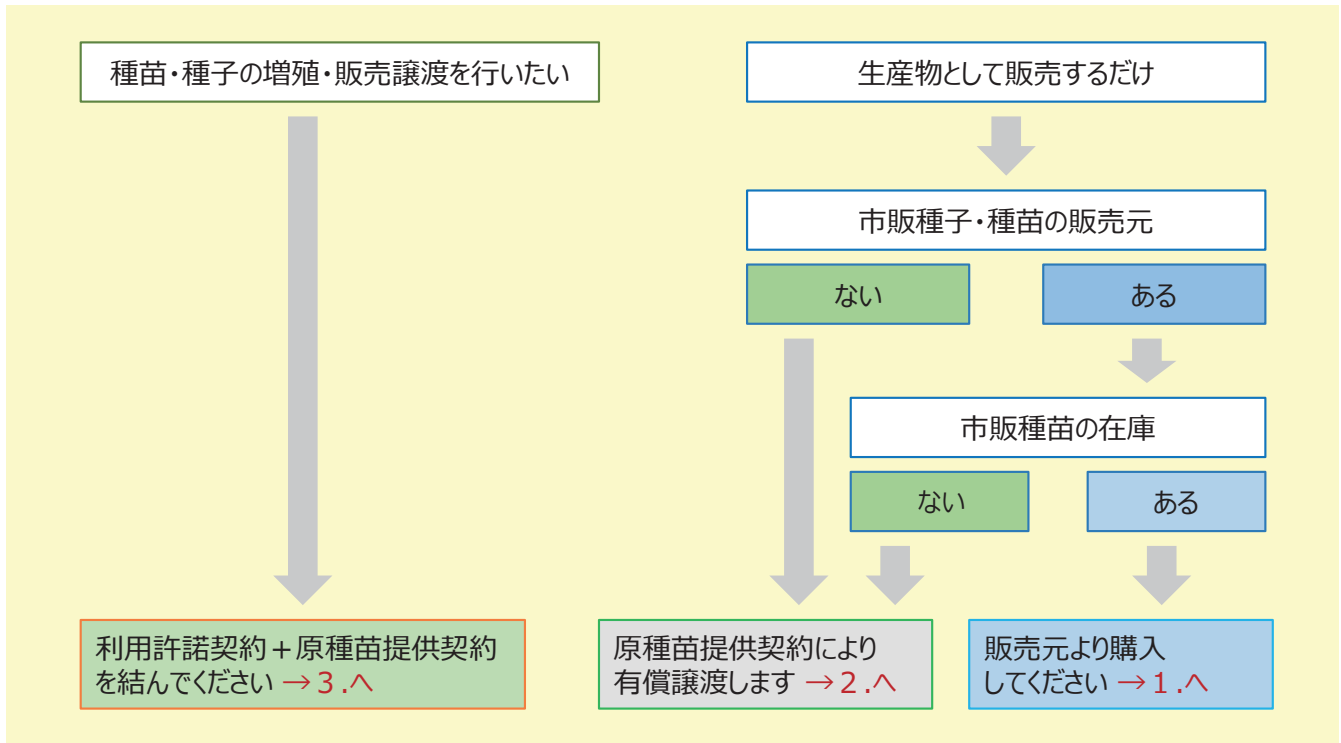 種苗・種子の増殖・販売譲渡を行いたい
生産物として販売するだけ
市販種子・種苗の販売元
ない
ある
市販種苗の在庫
ない
ある
利用許諾契約＋原種苗提供契約
を結んでください →３.へ
原種苗提供契約により
有償譲渡します →２.へ
販売元より購入
してください →１.へ